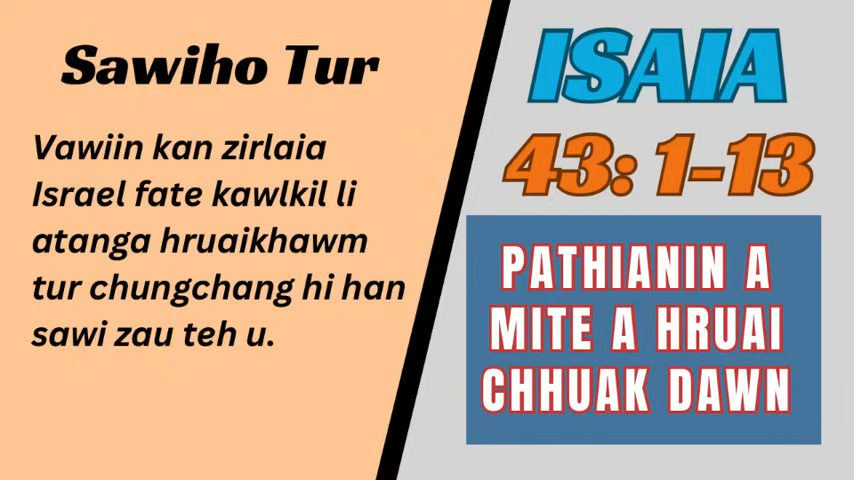 Sawiho Tur
Vawiin kan zirlaia
Israel fate kawlkil li
atanga hruaikhawm
tur chungchang hi han
sawi zau teh u.
ISAIA
43: 1-13
PATHIANIN A
MITE A HRUAI
CHHUAK DAWN